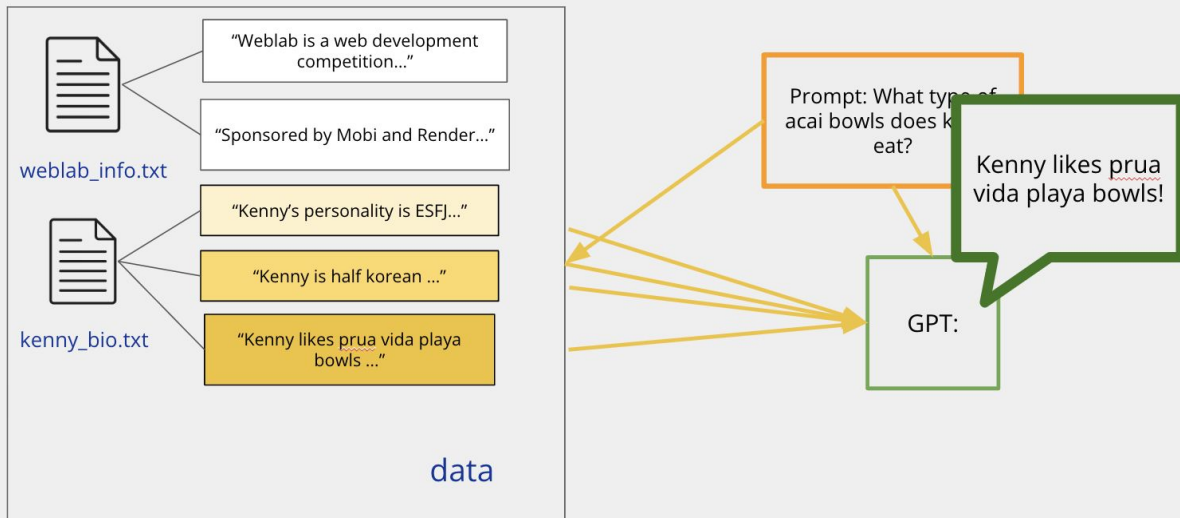 “Weblab is a web development
competition...”
“Sponsored by Mobi and Render...”
weblab_info.txt
“Kenny’s personality is ESFJ...”
“Kenny is half korean ...”
“Kenny likes prua vida playa
bowls ...”
kenny_bio.txt
data
Prompt: What type of
acai bowls does k
eat?
Kenny likes prua
vida playa bowls!
GPT: